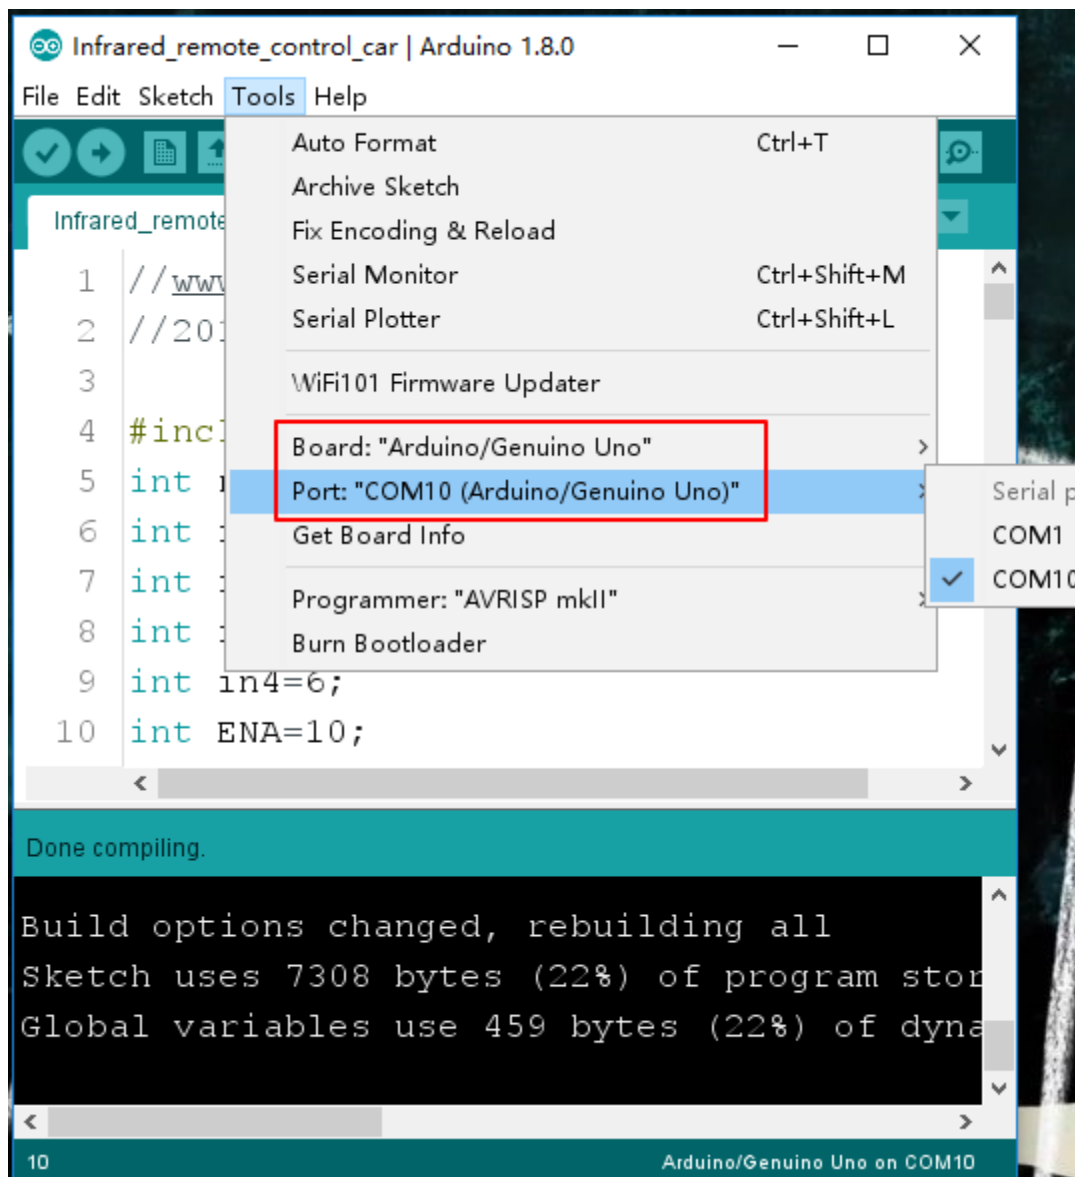 Infrared_remote_control_car | Arduino 1.8.0
File Edit Sketch Tools Help
Auto Format Ctrl+T
Archive Sketch
Fix Encoding & Reload
Serial Monitor Ctrl+Shift+M
Serial Plotter Ctrl+Shift+L
WiFi101 Firmware Updater
Board: "Arduino/Genuino Uno"
Port: "COM10 (Arduino/Genuino Uno)"
Get Board Info
Programmer: "AVRISP mkII"
Burn Bootloader
Serial p
COM1
COM10
Infrared_remote
1 //www
2 //201
3
4 #incl
5 int
6 int
7 int
8 int
9 int in4=6;
10 int ENA=10;
Done compiling.
Build options changed, rebuilding all
Sketch uses 7308 bytes (22%) of program stor
Global variables use 459 bytes (22%) of dyna
10 Arduino/Genuino Uno on COM10